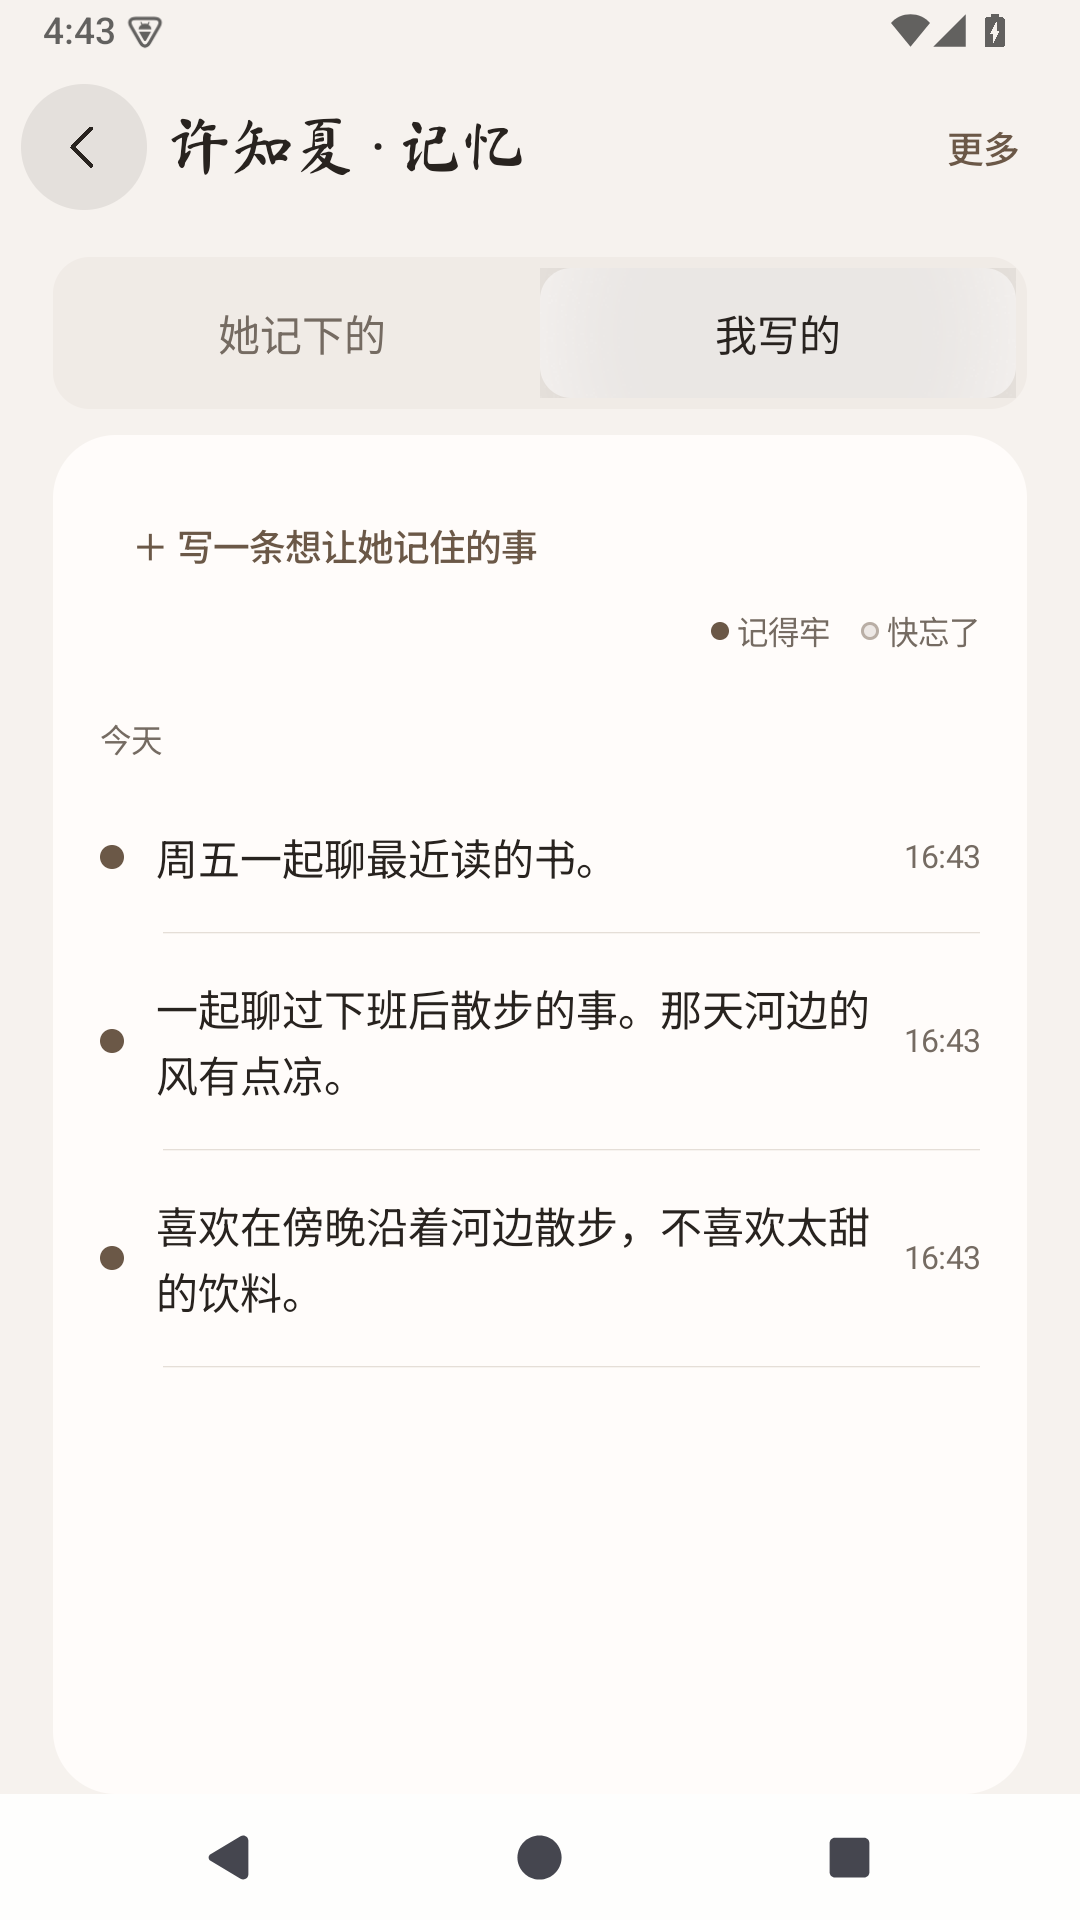 4:43
许知夏·记忆
更多
她记下的
我写的
+ 写一条想让她记住的事
记得牢
快忘了
今天
周五一起聊最近读的书。
16:43
一起聊过下班后散步的事。那天河边的
风有点凉。
16:43
喜欢在傍晚沿着河边散步，不喜欢太甜
的饮料。
16:43